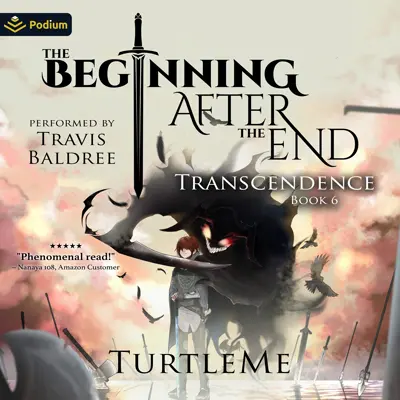 Podium
THE
BEGINNING
AFTER
THE END
TRANSCENDENCE
BOOK 6
PERFORMED BY
TRAVIS
BALDREE
★★★★★
"Phenomenal read!"
– Nanaya 108, Amazon Customer
TURTLEME